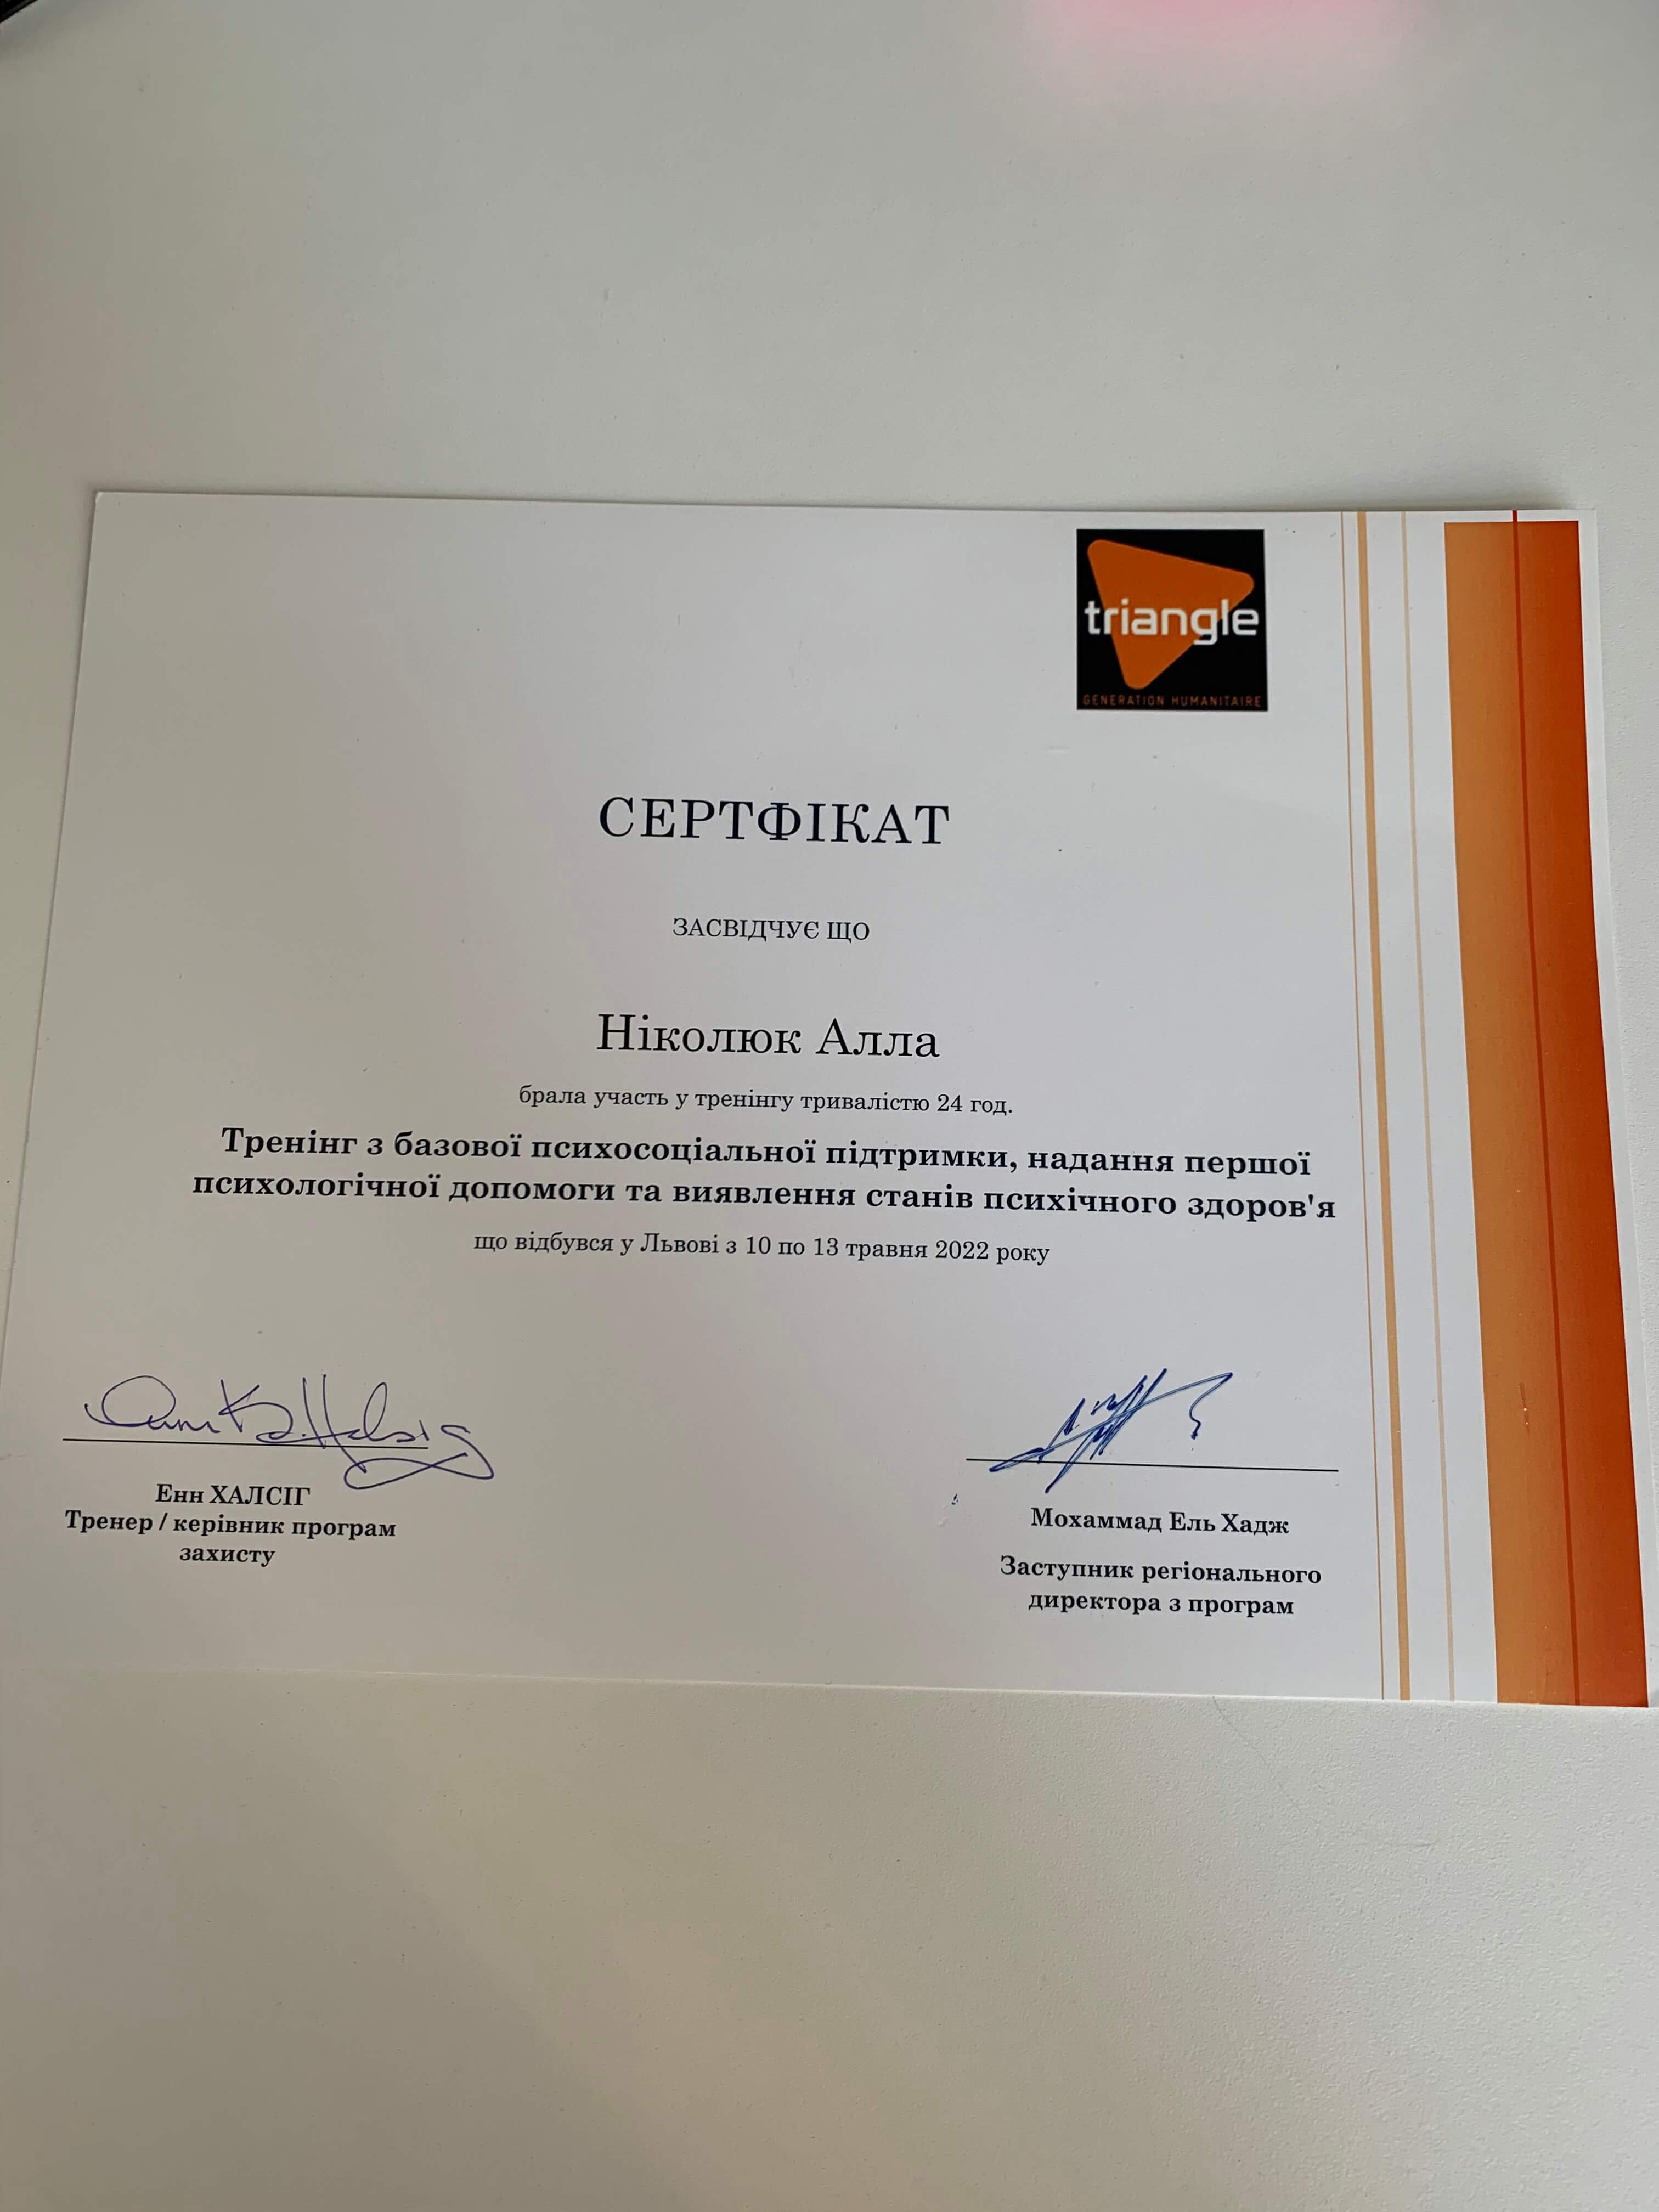 triangle
GENERATION HUMANITAIRE
СЕРТФІКАТ
ЗАСВІДЧУЄ ЩО
Ніколюк Алла
брала участь у тренінгу тривалістю 24 год.
Тренінг з базової психосоціальної підтримки, надання першої
психологічної допомоги та виявлення станів психічного здоров'я
що відбувся у Львові з 10 по 13 травня 2022 року
Енн ХАЛСІГ
Тренер / керівник програм
захисту
Мохаммад Ель Хадж
Заступник регіонального
директора з програм